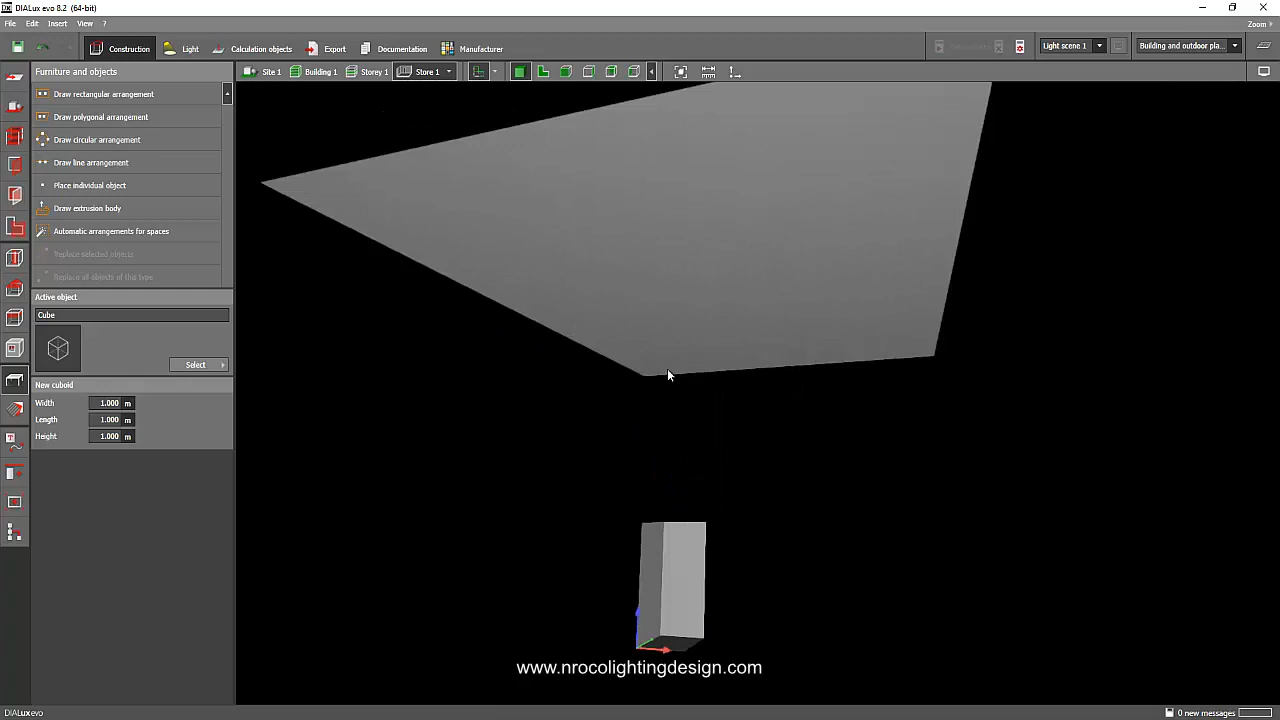 DIALux evo 8.2 (64-bit)
File Edit Insert View ?
Zoom
Construction Light Calculation objects Export Documentation Manufacturer
Light scene 1
Building and outdoor pla...
Furniture and objects
Site 1 Building 1 Storey 1 Store 1
Draw rectangular arrangement
Draw polygonal arrangement
Draw circular arrangement
Draw line arrangement
Place individual object
Draw extrusion body
Automatic arrangements for spaces
Replace selected objects
Replace all objects of this type
Active object
Cube
Select
New cuboid
Width 1.000 m
Length 1.000 m
Height 1.000 m
www.nrocolightingdesign.com
DIALux evo
0 new messages